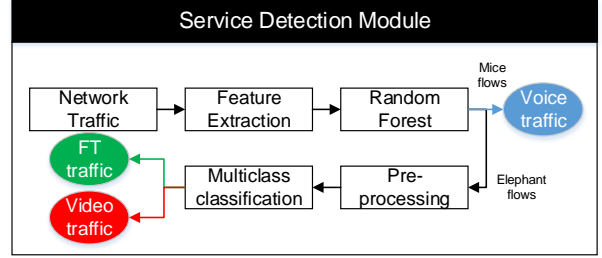 Service Detection Module
Mice
flows
Network
Traffic
Feature
Extraction
Random
Forest
Voice
traffic
FT
traffic
Multiclass
classification
Pre-
processing
Elephant
flows
Video
traffic